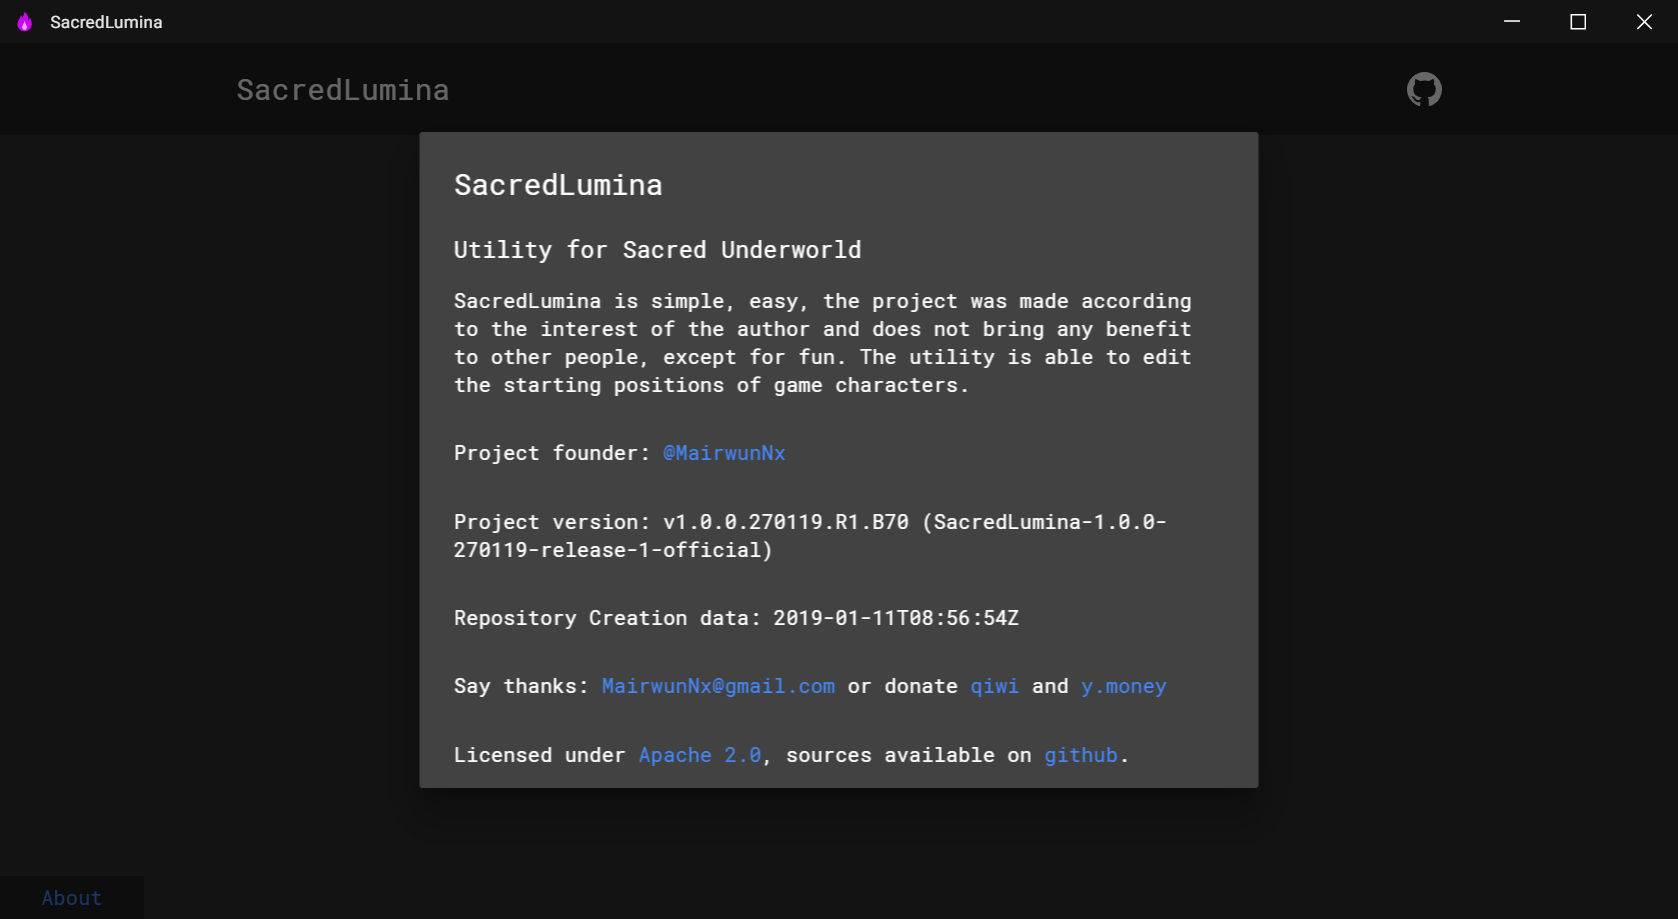 SacredLumina
SacredLumina
SacredLumina
Utility for Sacred Underworld
SacredLumina is simple, easy, the project was made according
to the interest of the author and does not bring any benefit
to other people, except for fun. The utility is able to edit
the starting positions of game characters.
Project founder: @MairwunNx
Project version: v1.0.0.270119.R1.B70 (SacredLumina-1.0.0-
270119-release-1-official)
Repository Creation data: 2019-01-11T08:56:54Z
Say thanks: MairwunNx@gmail.com or donate qiwi and y.money
Licensed under Apache 2.0, sources available on github.
About